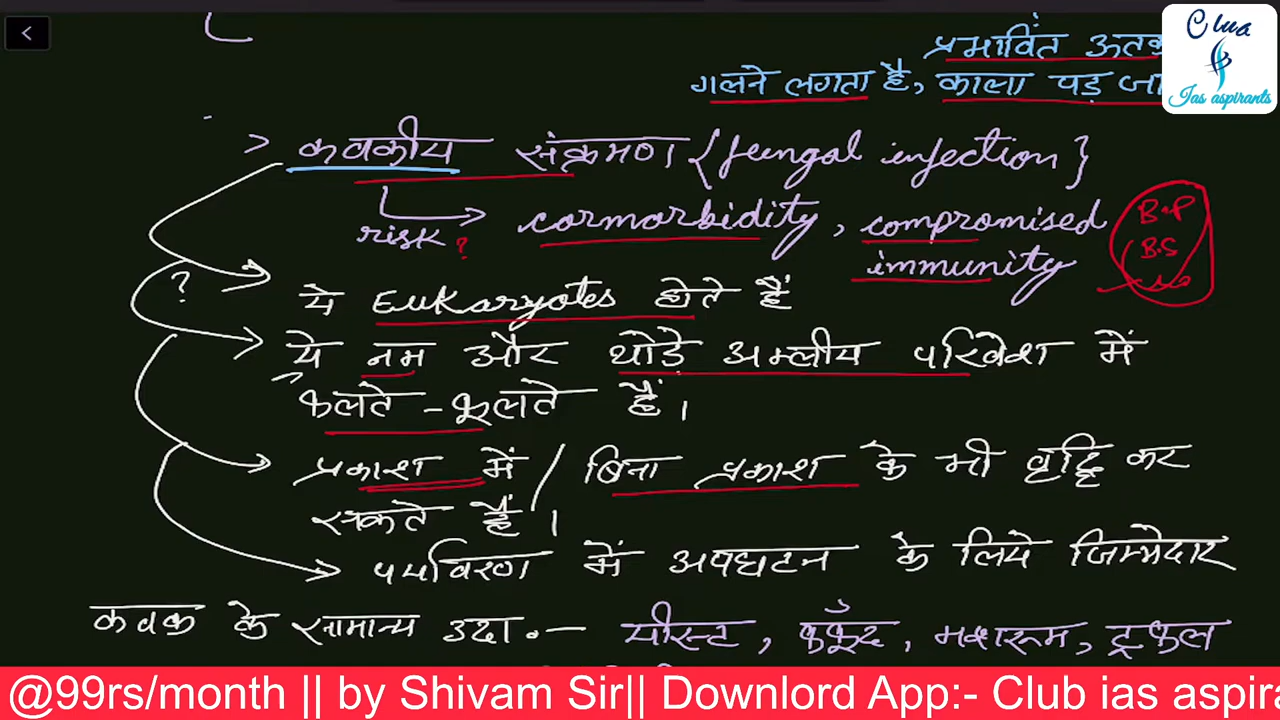 प्रभावित ऊतक
गलने लगता है, काला पड़ जा
Clua
Ias aspirants
कवकीय संक्रमण {fungal infection}
risk? → cormorbidity, compromised
immunity
B.P
B.S
? ये Eukaryotes होते हैं
ये नम और थोड़े अम्लीय परिवेश में
फलते-फूलते हैं।
प्रकाश में / बिना प्रकाश के भी वृद्धि कर
सकते हैं।
पर्यावरण में अपघटन के लिये जिम्मेदार
कवक के सामान्य उदा०- यीस्ट, फफूँद, मशरूम, ट्रफल
@99rs/month || by Shivam Sir|| Downlord App:- Club ias aspira